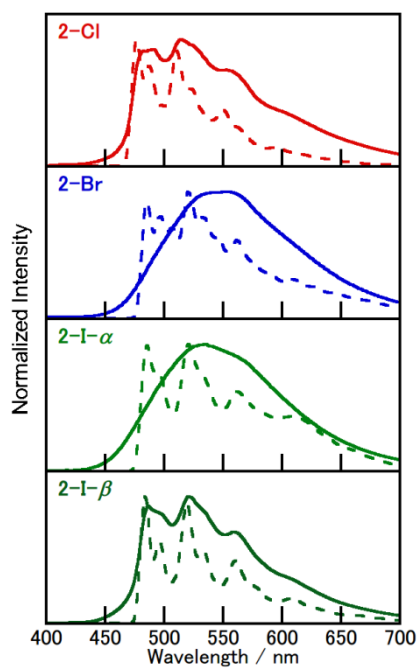 2-Cl
2-Br
2-I-α
2-I-β
Normalized Intensity
400 450 500 550 600 650 700
Wavelength / nm